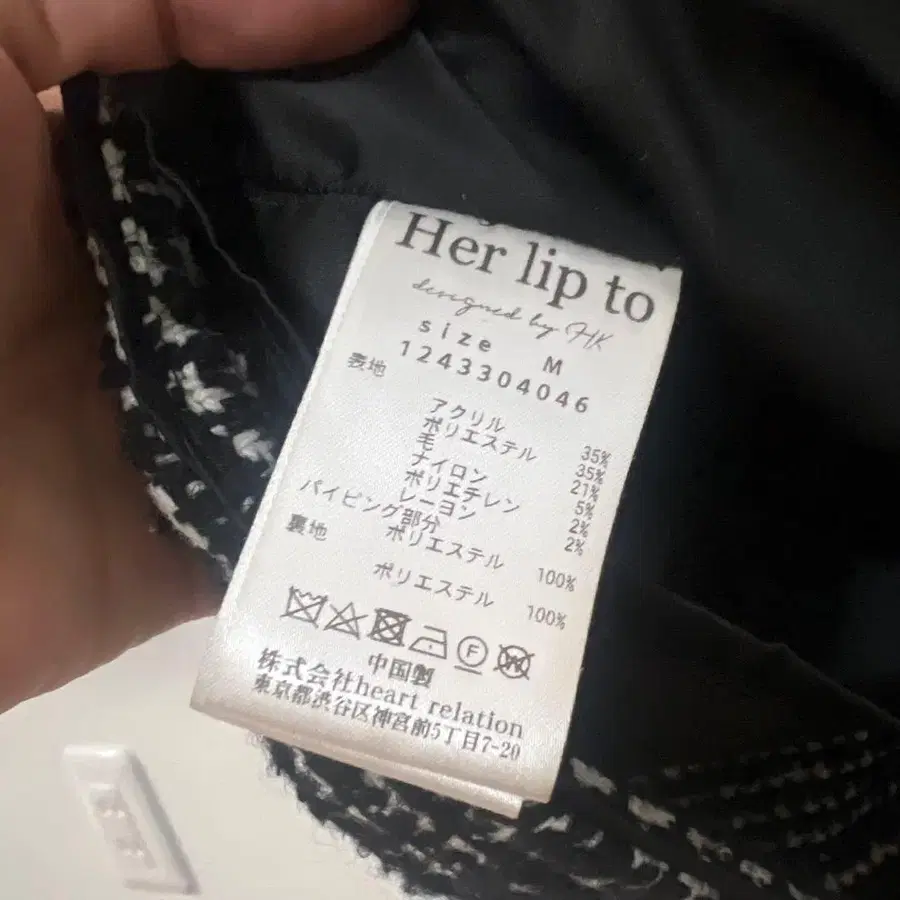 Her lip to
designed by HK
size M
1243304046
表地
アクリル 35%
ポリエステル 35%
毛 21%
ナイロン 5%
ポリエチレン 2%
レーヨン 2%
パイピング部分
ポリエステル 100%
裏地
ポリエステル 100%
中国製
株式会社heart relation
東京都渋谷区神宮前5丁目7-20